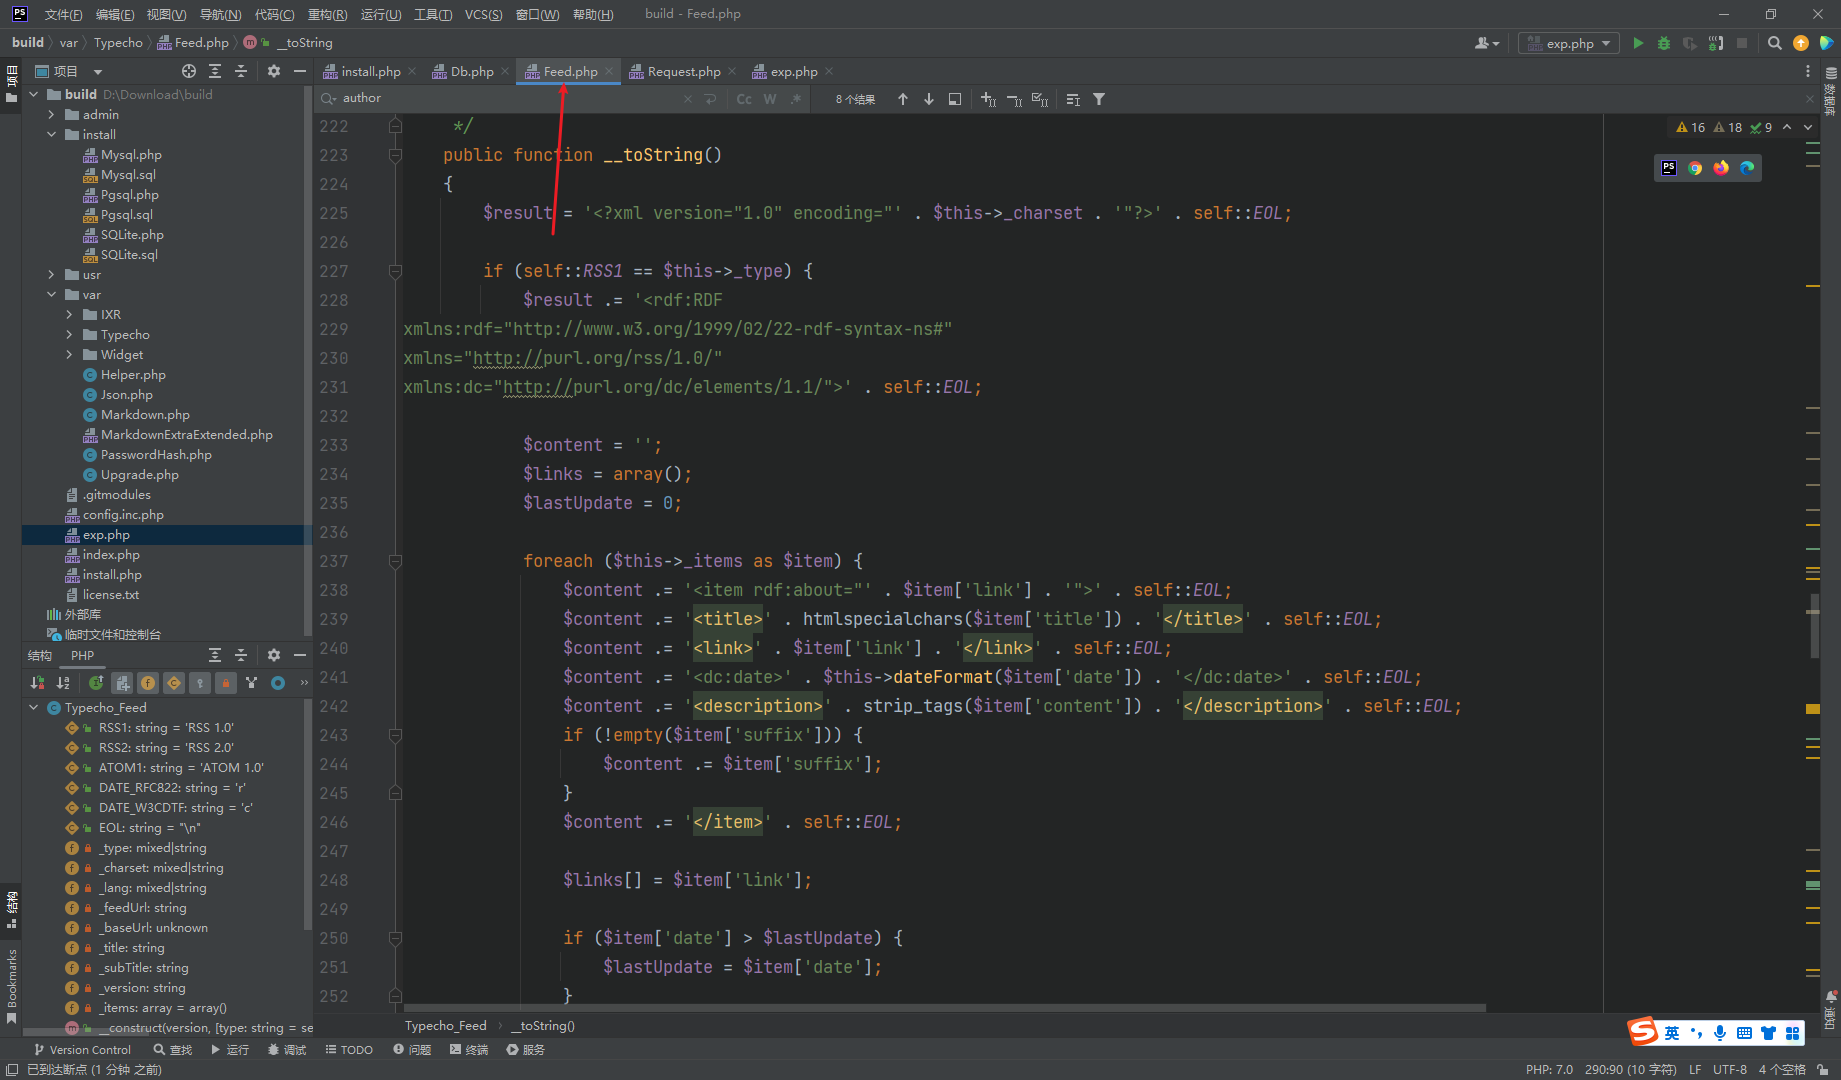 PS 文件(F) 编辑(E) 视图(V) 导航(N) 代码(C) 重构(R) 运行(U) 工具(T) VCS(S) 窗口(W) 帮助(H) build - Feed.php
build var Typecho Feed.php m __toString exp.php
项目
install.php Db.php Feed.php Request.php exp.php
author Cc W .* 8 个结果
项目
build D:\Download\build
admin
install
Mysql.php
Mysql.sql
Pgsql.php
Pgsql.sql
SQLite.php
SQLite.sql
usr
var
IXR
Typecho
Widget
Helper.php
Json.php
Markdown.php
MarkdownExtraExtended.php
PasswordHash.php
Upgrade.php
.gitmodules
config.inc.php
exp.php
index.php
install.php
license.txt
外部库
临时文件和控制台
结构 PHP
Typecho_Feed
RSS1: string = 'RSS 1.0'
RSS2: string = 'RSS 2.0'
ATOM1: string = 'ATOM 1.0'
DATE_RFC822: string = 'r'
DATE_W3CDTF: string = 'c'
EOL: string = "\n"
_type: mixed|string
_charset: mixed|string
_lang: mixed|string
_feedUrl: string
_baseUrl: unknown
_title: string
_subTitle: string
_version: string
_items: array = array()
__construct(version, [type: string = se
结构
Bookmarks
16 18 9
222 */
223 public function __toString()
224 {
225 $result = '<?xml version="1.0" encoding="' . $this->_charset . '"?>' . self::EOL;
226
227 if (self::RSS1 == $this->_type) {
228 $result .= '<rdf:RDF
229 xmlns:rdf="http://www.w3.org/1999/02/22-rdf-syntax-ns#"
230 xmlns="http://purl.org/rss/1.0/"
231 xmlns:dc="http://purl.org/dc/elements/1.1/">' . self::EOL;
232
233 $content = '';
234 $links = array();
235 $lastUpdate = 0;
236
237 foreach ($this->_items as $item) {
238 $content .= '<item rdf:about="' . $item['link'] . '">' . self::EOL;
239 $content .= '<title>' . htmlspecialchars($item['title']) . '</title>' . self::EOL;
240 $content .= '<link>' . $item['link'] . '</link>' . self::EOL;
241 $content .= '<dc:date>' . $this->dateFormat($item['date']) . '</dc:date>' . self::EOL;
242 $content .= '<description>' . strip_tags($item['content']) . '</description>' . self::EOL;
243 if (!empty($item['suffix'])) {
244 $content .= $item['suffix'];
245 }
246 $content .= '</item>' . self::EOL;
247
248 $links[] = $item['link'];
249
250 if ($item['date'] > $lastUpdate) {
251 $lastUpdate = $item['date'];
252 }
Typecho_Feed __toString()
数据库
通知
英
Version Control 查找 运行 调试 TODO 问题 终端 服务
已到达断点 (1 分钟 之前) PHP: 7.0 290:90 (10 字符) LF UTF-8 4 个空格